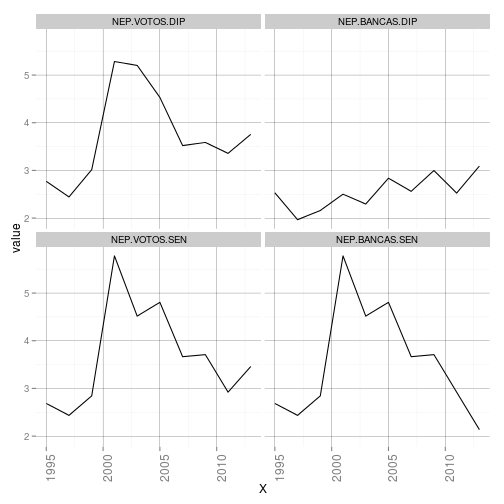 NEP.VOTOS.DIP NEP.BANCAS.DIP
5
4
3
2
NEP.VOTOS.SEN NEP.BANCAS.SEN
5
4
3
2
value
1995 2000 2005 2010 1995 2000 2005 2010
X